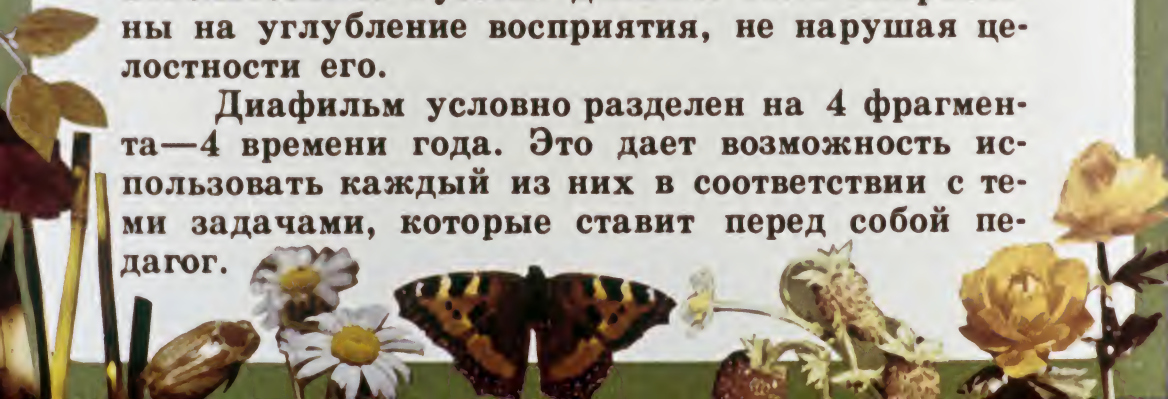 ны на углубление восприятия, не нарушая це-
лостности его.
Диафильм условно разделен на 4 фрагмен-
та—4 времени года. Это дает возможность ис-
пользовать каждый из них в соответствии с те-
ми задачами, которые ставит перед собой пе-
дагог.